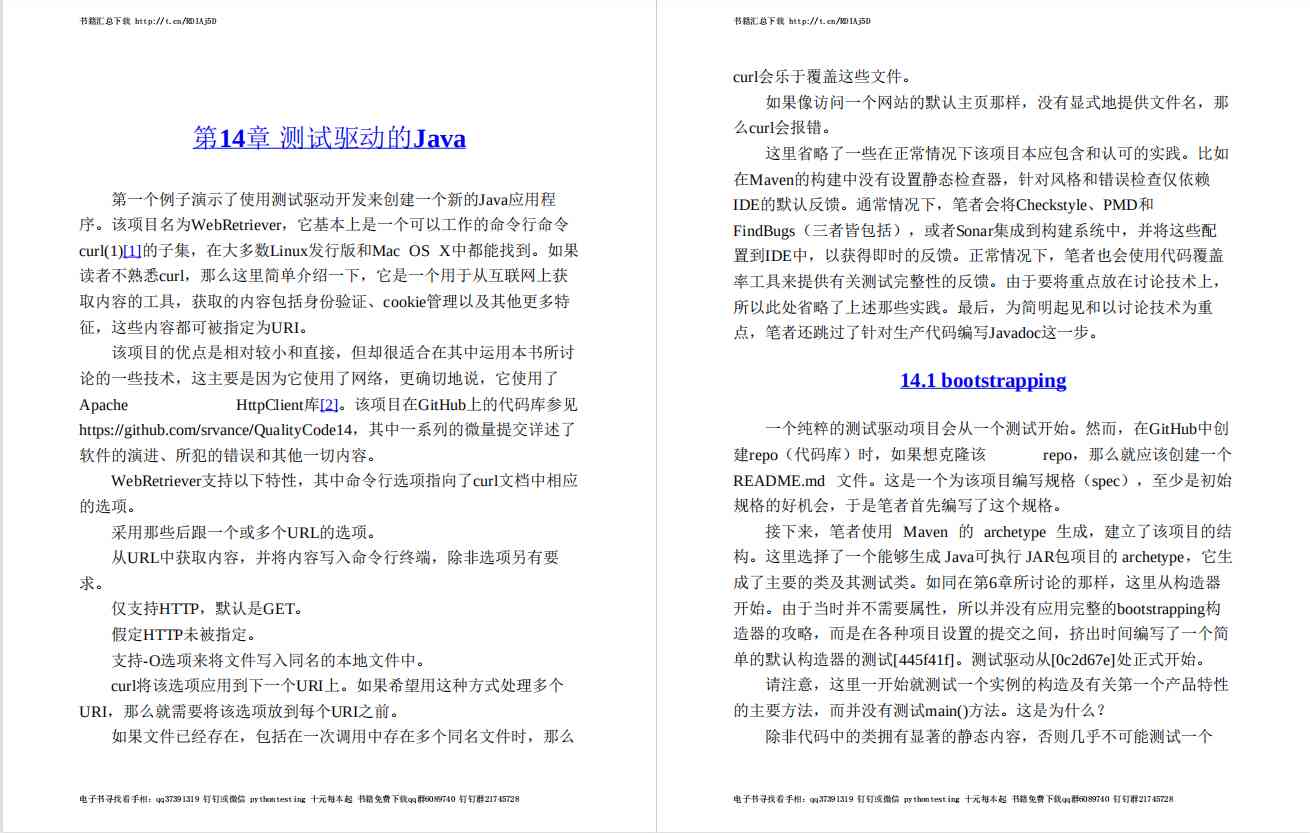 书籍汇总下载 http://t.cn/RDIAj5D
第14章 测试驱动的Java
第一个例子演示了使用测试驱动开发来创建一个新的Java应用程
序。该项目名为WebRetriever，它基本上是一个可以工作的命令行命令
curl(1)[1]的子集，在大多数Linux发行版和Mac OS X中都能找到。如果
读者不熟悉curl，那么这里简单介绍一下，它是一个用于从互联网上获
取内容的工具，获取的内容包括身份验证、cookie管理以及其他更多特
征，这些内容都可被指定为URI。
该项目的优点是相对较小和直接，但却很适合在其中运用本书所讨
论的一些技术，这主要是因为它使用了网络，更确切地说，它使用了
Apache HttpClient库[2]。该项目在GitHub上的代码库参见
https://github.com/srvance/QualityCode14，其中一系列的微量提交详述了
软件的演进、所犯的错误和其他一切内容。
WebRetriever支持以下特性，其中命令行选项指向了curl文档中相应
的选项。
采用那些后跟一个或多个URL的选项。
从URL中获取内容，并将内容写入命令行终端，除非选项另有要
求。
仅支持HTTP，默认是GET。
假定HTTP未被指定。
支持-O选项来将文件写入同名的本地文件中。
curl将该选项应用到下一个URI上。如果希望用这种方式处理多个
URI，那么就需要将该选项放到每个URI之前。
如果文件已经存在，包括在一次调用中存在多个同名文件时，那么
电子书寻找看手相：qq37391319 钉钉或微信 pythontesting 十元每本起 书籍免费下载qq群6089740 钉钉群21745728
书籍汇总下载 http://t.cn/RDIAj5D
curl会乐于覆盖这些文件。
如果像访问一个网站的默认主页那样，没有显式地提供文件名，那
么curl会报错。
这里省略了一些在正常情况下该项目本应包含和认可的实践。比如
在Maven的构建中没有设置静态检查器，针对风格和错误检查仅依赖
IDE的默认反馈。通常情况下，笔者会将Checkstyle、PMD和
FindBugs（三者皆包括），或者Sonar集成到构建系统中，并将这些配
置到IDE中，以获得即时的反馈。正常情况下，笔者也会使用代码覆盖
率工具来提供有关测试完整性的反馈。由于要将重点放在讨论技术上，
所以此处省略了上述那些实践。最后，为简明起见和以讨论技术为重
点，笔者还跳过了针对生产代码编写Javadoc这一步。
14.1 bootstrapping
一个纯粹的测试驱动项目会从一个测试开始。然而，在GitHub中创
建repo（代码库）时，如果想克隆该 repo，那么就应该创建一个
README.md 文件。这是一个为该项目编写规格（spec），至少是初始
规格的好机会，于是笔者首先编写了这个规格。
接下来，笔者使用 Maven 的 archetype 生成，建立了该项目的结
构。这里选择了一个能够生成 Java可执行 JAR包项目的 archetype，它生
成了主要的类及其测试类。如同在第6章所讨论的那样，这里从构造器
开始。由于当时并不需要属性，所以并没有应用完整的bootstrapping构
造器的攻略，而是在各种项目设置的提交之间，挤出时间编写了一个简
单的默认构造器的测试[445f41f]。测试驱动从[0c2d67e]处正式开始。
请注意，这里一开始就测试一个实例的构造及有关第一个产品特性
的主要方法，而并没有测试main()方法。这是为什么？
除非代码中的类拥有显著的静态内容，否则几乎不可能测试一个
电子书寻找看手相：qq37391319 钉钉或微信 pythontesting 十元每本起 书籍免费下载qq群6089740 钉钉群21745728